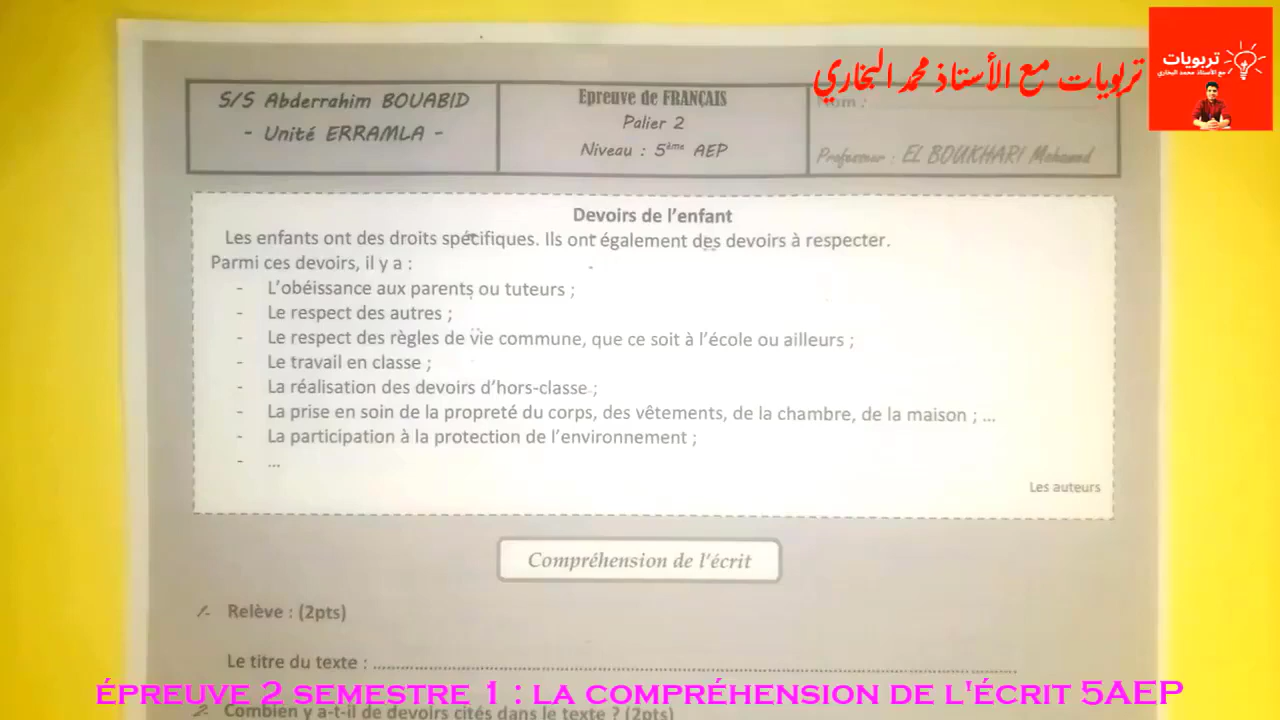 تربويات
مع الأستاذ محمد البخاري
تربويات مع الأستاذ محمد البخاري
S/S Abderrahim BOUABID
- Unité ERRAMLA -
Epreuve de FRANÇAIS
Palier 2
Niveau : 5ème AEP
Nom :
Professeur : EL BOUKHARI Mohamed
Devoirs de l'enfant
Les enfants ont des droits spécifiques. Ils ont également des devoirs à respecter.
Parmi ces devoirs, il y a :
- L'obéissance aux parents ou tuteurs ;
- Le respect des autres ;
- Le respect des règles de vie commune, que ce soit à l'école ou ailleurs ;
- Le travail en classe ;
- La réalisation des devoirs d'hors-classe ;
- La prise en soin de la propreté du corps, des vêtements, de la chambre, de la maison ; ...
- La participation à la protection de l'environnement ;
- ...
Les auteurs
Compréhension de l'écrit
1- Relève : (2pts)
Le titre du texte : ........................................................
ÉPREUVE 2 SEMESTRE 1 : LA COMPRÉHENSION DE L'ÉCRIT 5AEP
2- Combien y a-t-il de devoirs cités dans le texte ? (2pts)